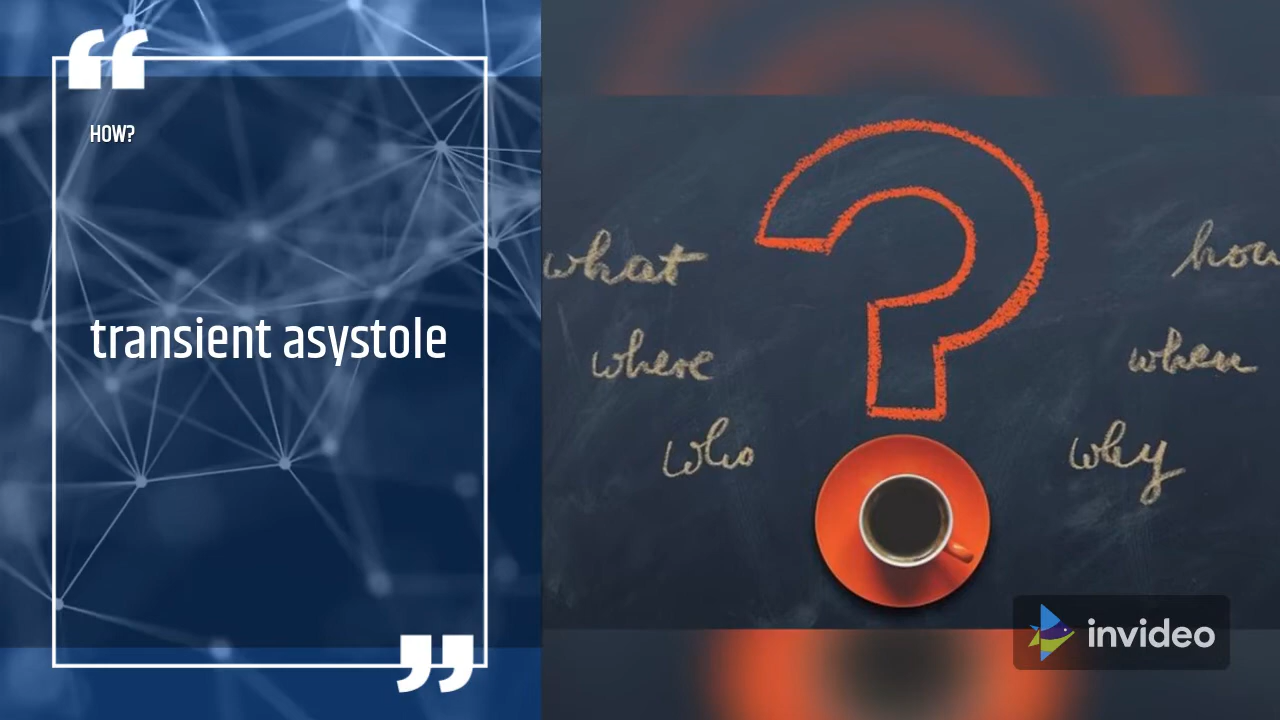 HOW?
transient asystole
what
where
who
how
when
why
invideo